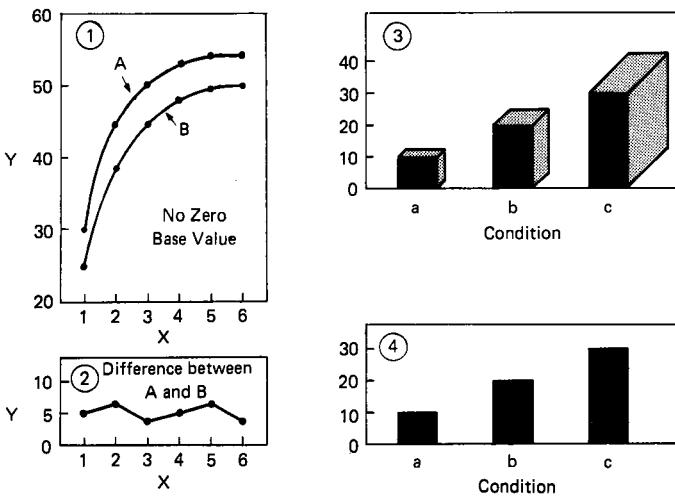 1
60
50
40
30
20
Y
A
B
No Zero
Base Value
1 2 3 4 5 6
X
2
Difference between
A and B
10
5
0
Y
1 2 3 4 5 6
X
3
40
30
20
10
0
a b c
Condition
4
30
20
10
0
a b c
Condition